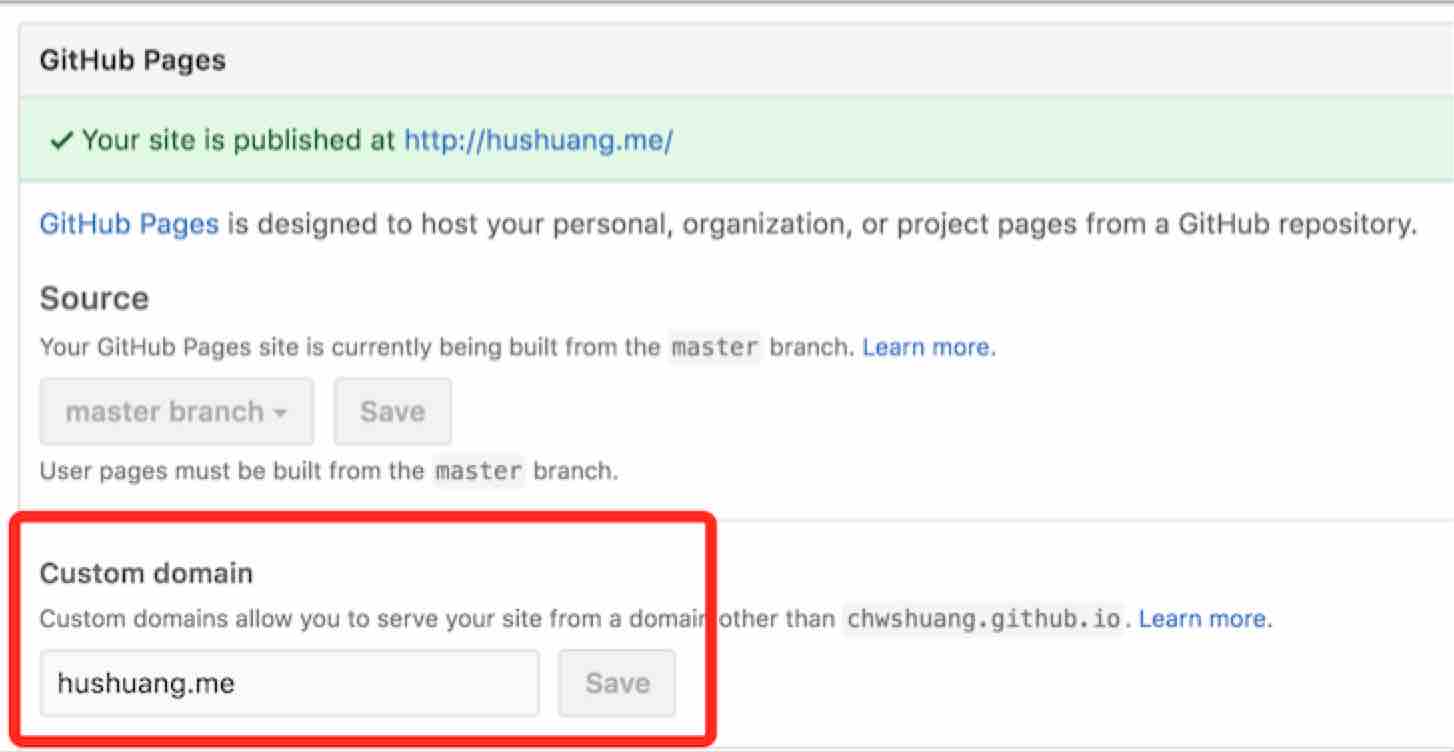 GitHub Pages
Your site is published at http://hushuang.me/
GitHub Pages is designed to host your personal, organization, or project pages from a GitHub repository.
Source
Your GitHub Pages site is currently being built from the master branch. Learn more.
master branch Save
User pages must be built from the master branch.
Custom domain
Custom domains allow you to serve your site from a domain other than chwshuang.github.io. Learn more.
hushuang.me Save